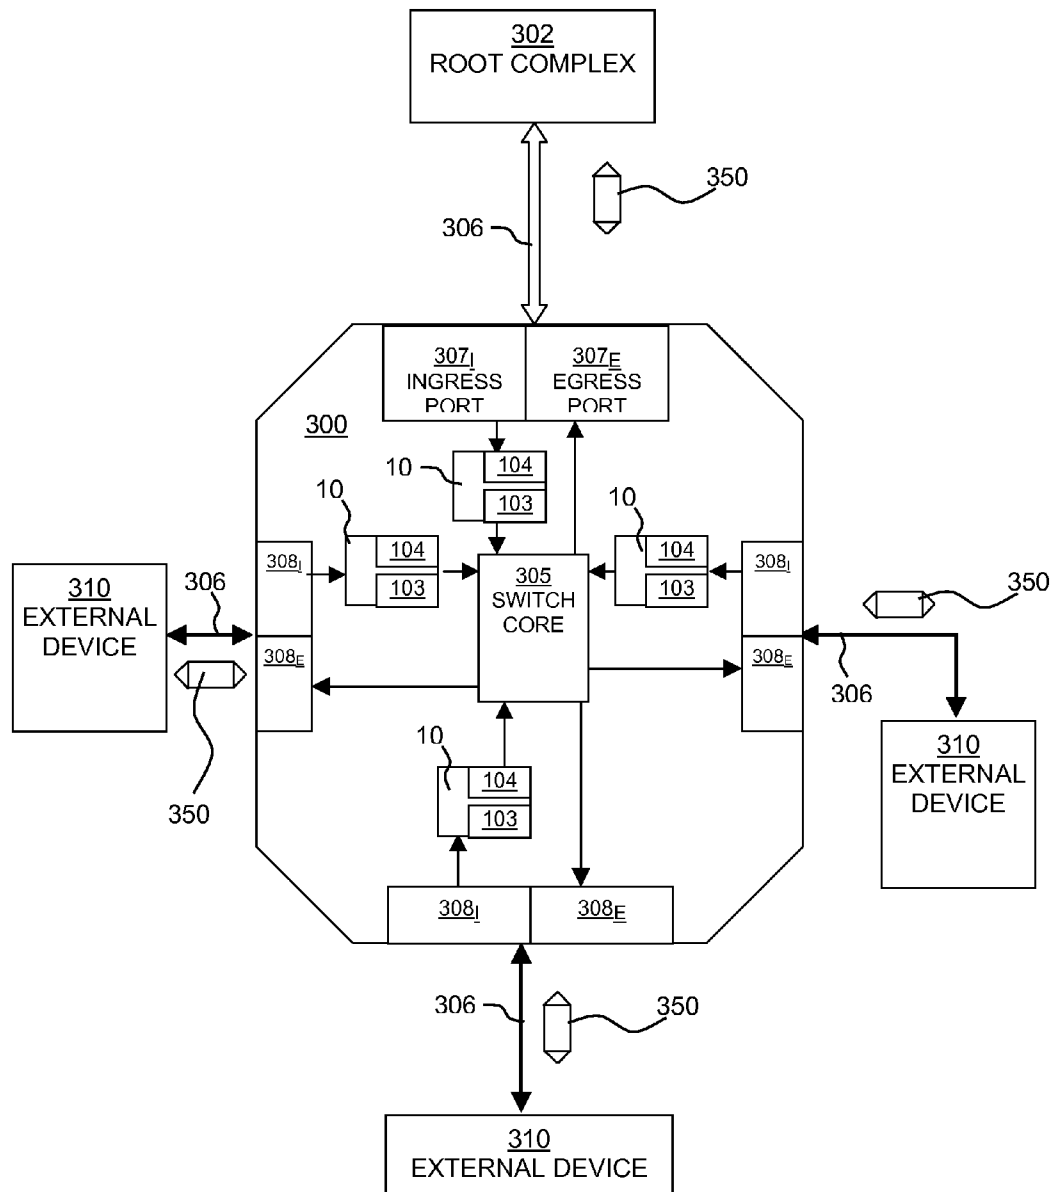 302
ROOT COMPLEX
350
306
307I 307E
INGRESS EGRESS
PORT PORT
300
10 104
103
10 104
103
10 104
103
308I
308I
305
SWITCH
CORE
310
EXTERNAL
DEVICE
306
350
306
308E
308E
350
10 104
103
310
EXTERNAL
DEVICE
308I 308E
306
350
310
EXTERNAL DEVICE